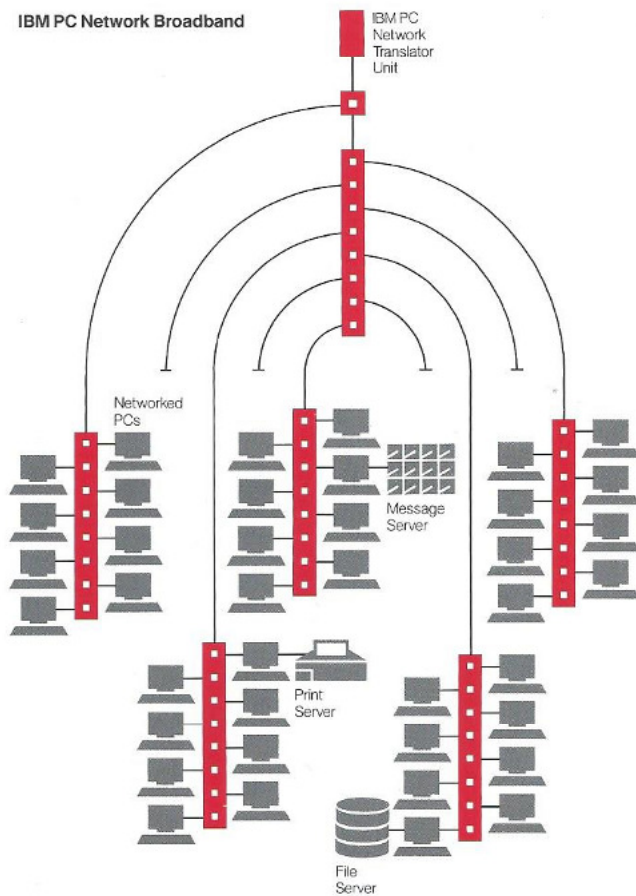 IBM PC Network Broadband
IBM PC
Network
Translator
Unit
Networked
PCs
Message
Server
Print
Server
File
Server